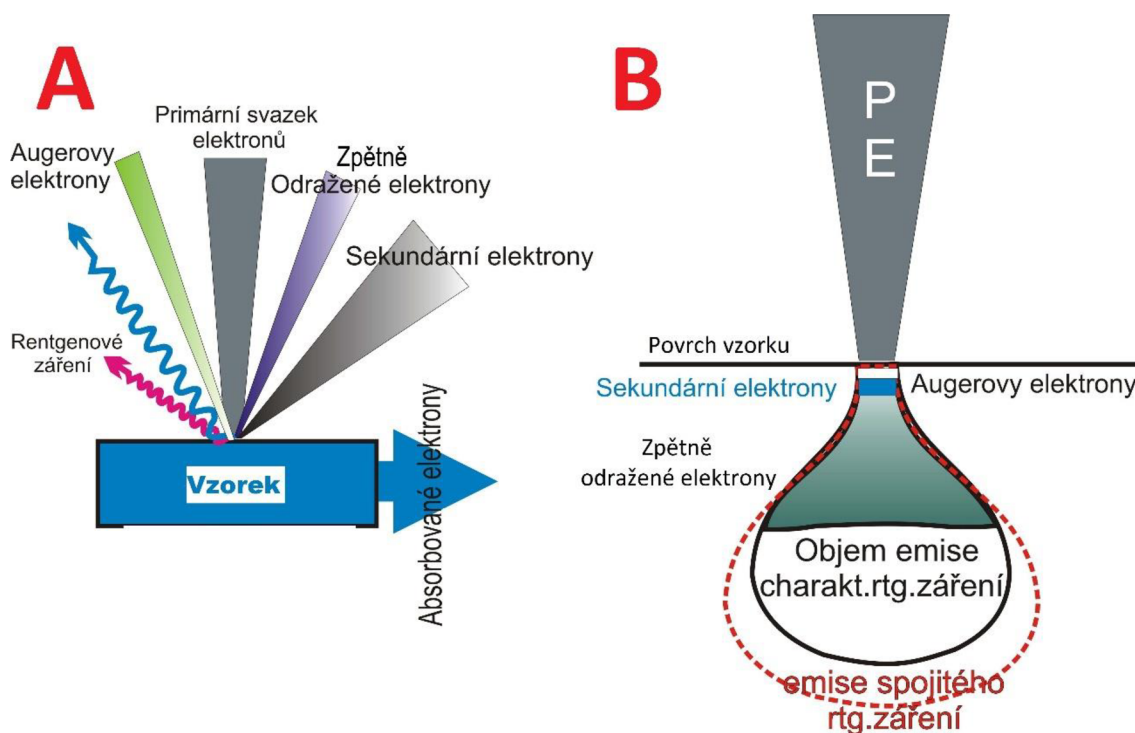 A
Primární svazek
elektronů
Augerovy
elektrony
Zpětně
Odražené elektrony
Sekundární elektrony
Rentgenové
záření
Vzorek
Absorbované elektrony
B
P
E
Povrch vzorku
Sekundární elektrony
Augerovy elektrony
Zpětně
odražené elektrony
Objem emise
charakt.rtg.záření
emise spojitého
rtg.záření